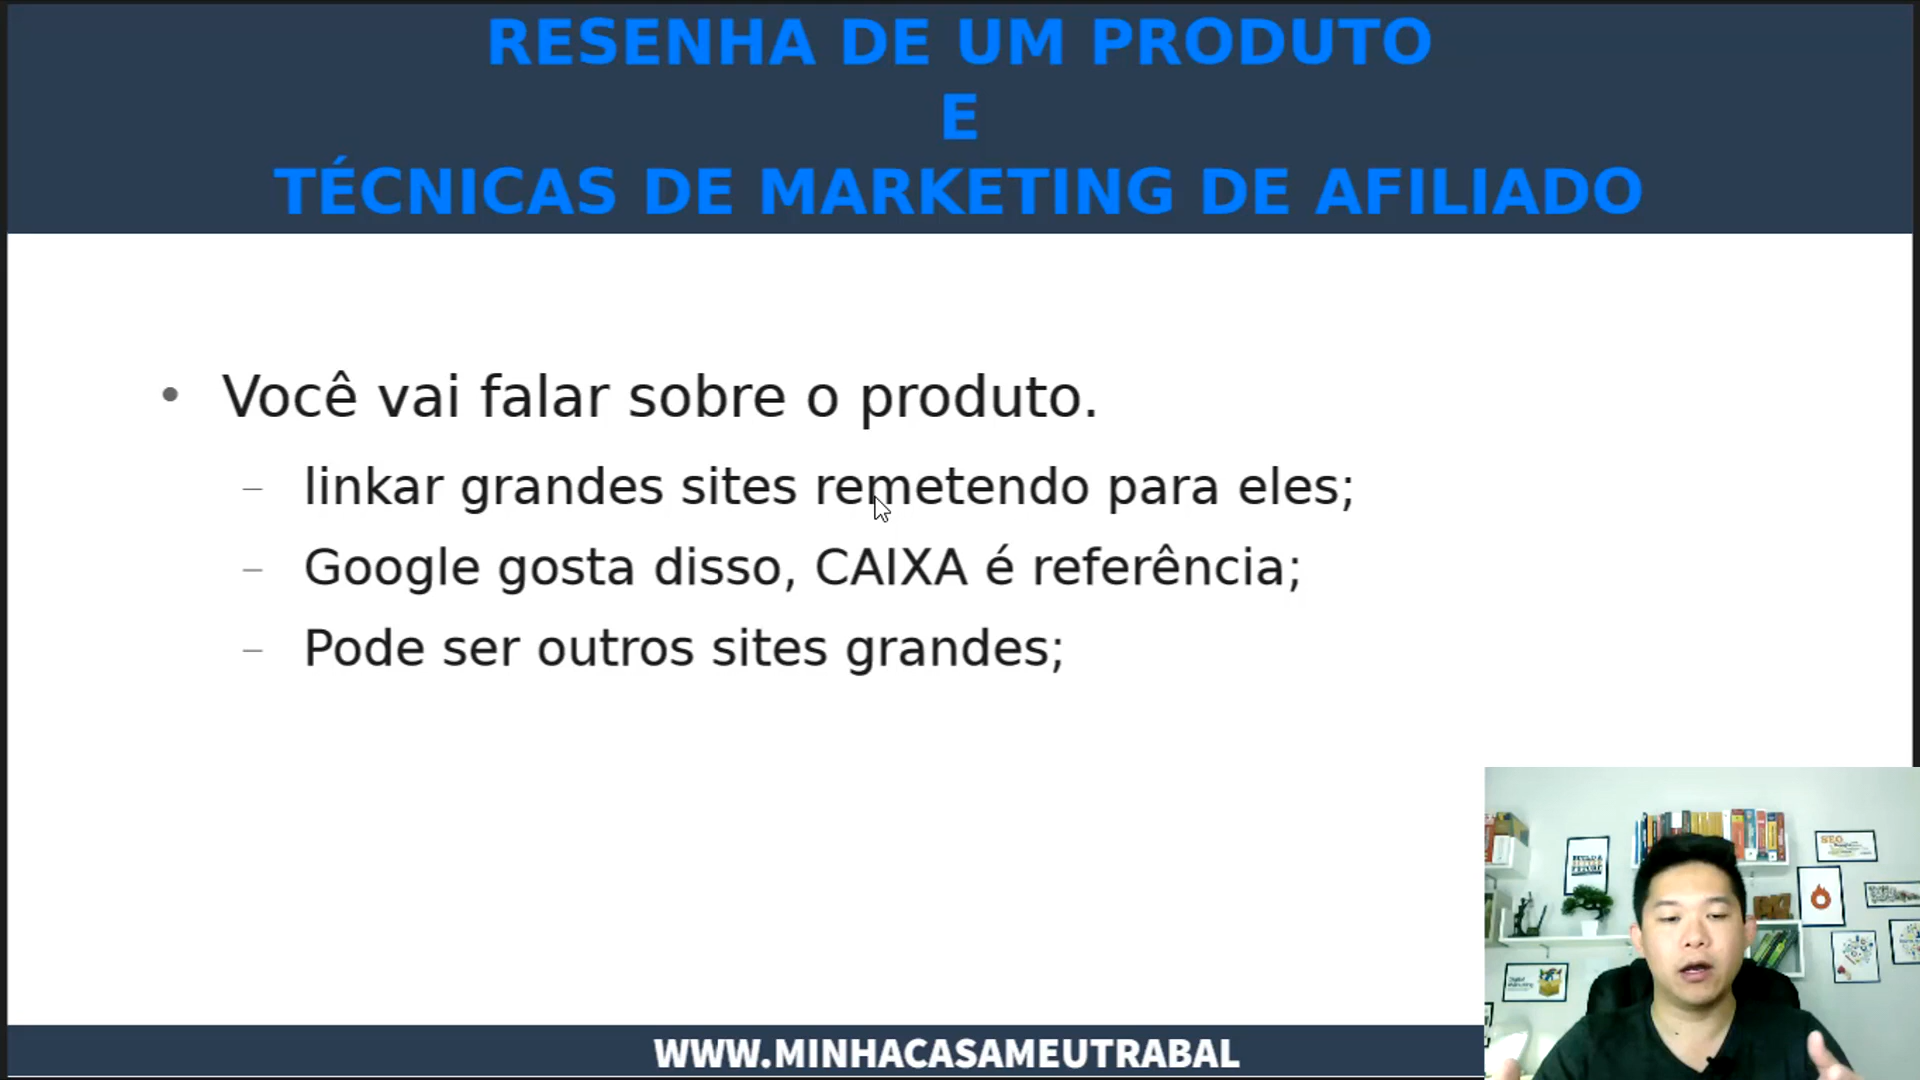 RESENHA DE UM PRODUTO
E
TÉCNICAS DE MARKETING DE AFILIADO
• Você vai falar sobre o produto.
– linkar grandes sites remetendo para eles;
– Google gosta disso, CAIXA é referência;
– Pode ser outros sites grandes;
SEO
WWW.MINHACASAMEUTRABAL